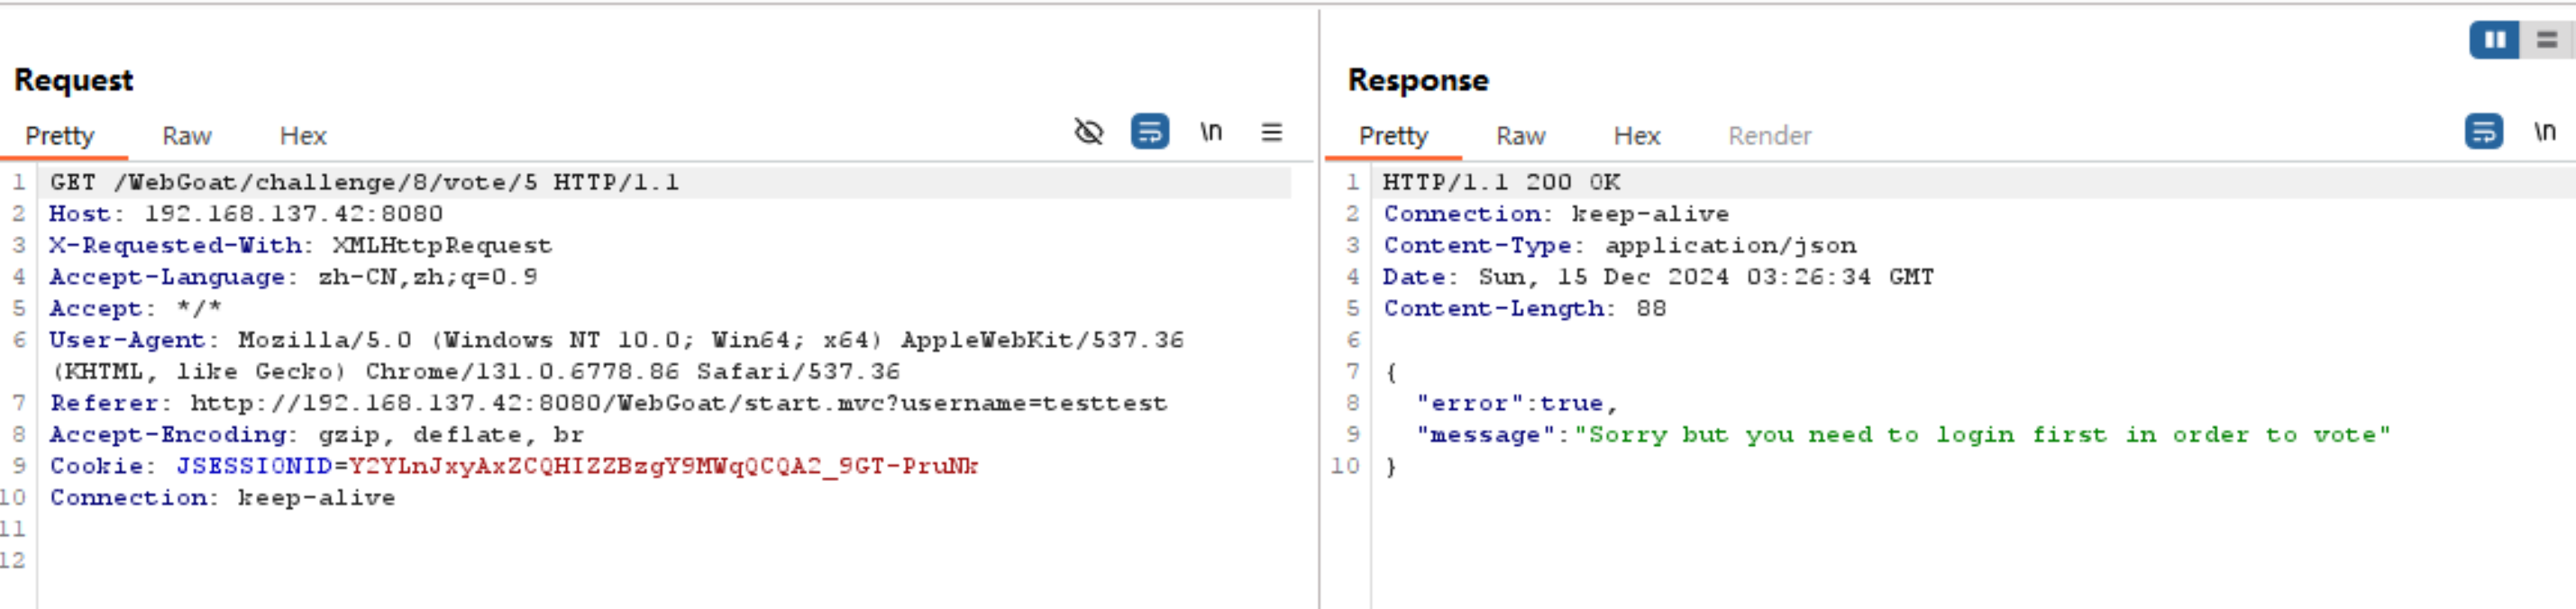 Request
Pretty Raw Hex \n
1 GET /WebGoat/challenge/8/vote/5 HTTP/1.1
2 Host: 192.168.137.42:8080
3 X-Requested-With: XMLHttpRequest
4 Accept-Language: zh-CN,zh;q=0.9
5 Accept: */*
6 User-Agent: Mozilla/5.0 (Windows NT 10.0; Win64; x64) AppleWebKit/537.36
(KHTML, like Gecko) Chrome/131.0.6778.86 Safari/537.36
7 Referer: http://192.168.137.42:8080/WebGoat/start.mvc?username=testtest
8 Accept-Encoding: gzip, deflate, br
9 Cookie: JSESSIONID=Y2YLnJxyAxZCQHIZZBzgY9MWqQCQA2_9GT-PruNk
10 Connection: keep-alive
11
12
Response
Pretty Raw Hex Render \n
1 HTTP/1.1 200 OK
2 Connection: keep-alive
3 Content-Type: application/json
4 Date: Sun, 15 Dec 2024 03:26:34 GMT
5 Content-Length: 88
6
7 {
8 "error":true,
9 "message":"Sorry but you need to login first in order to vote"
10 }